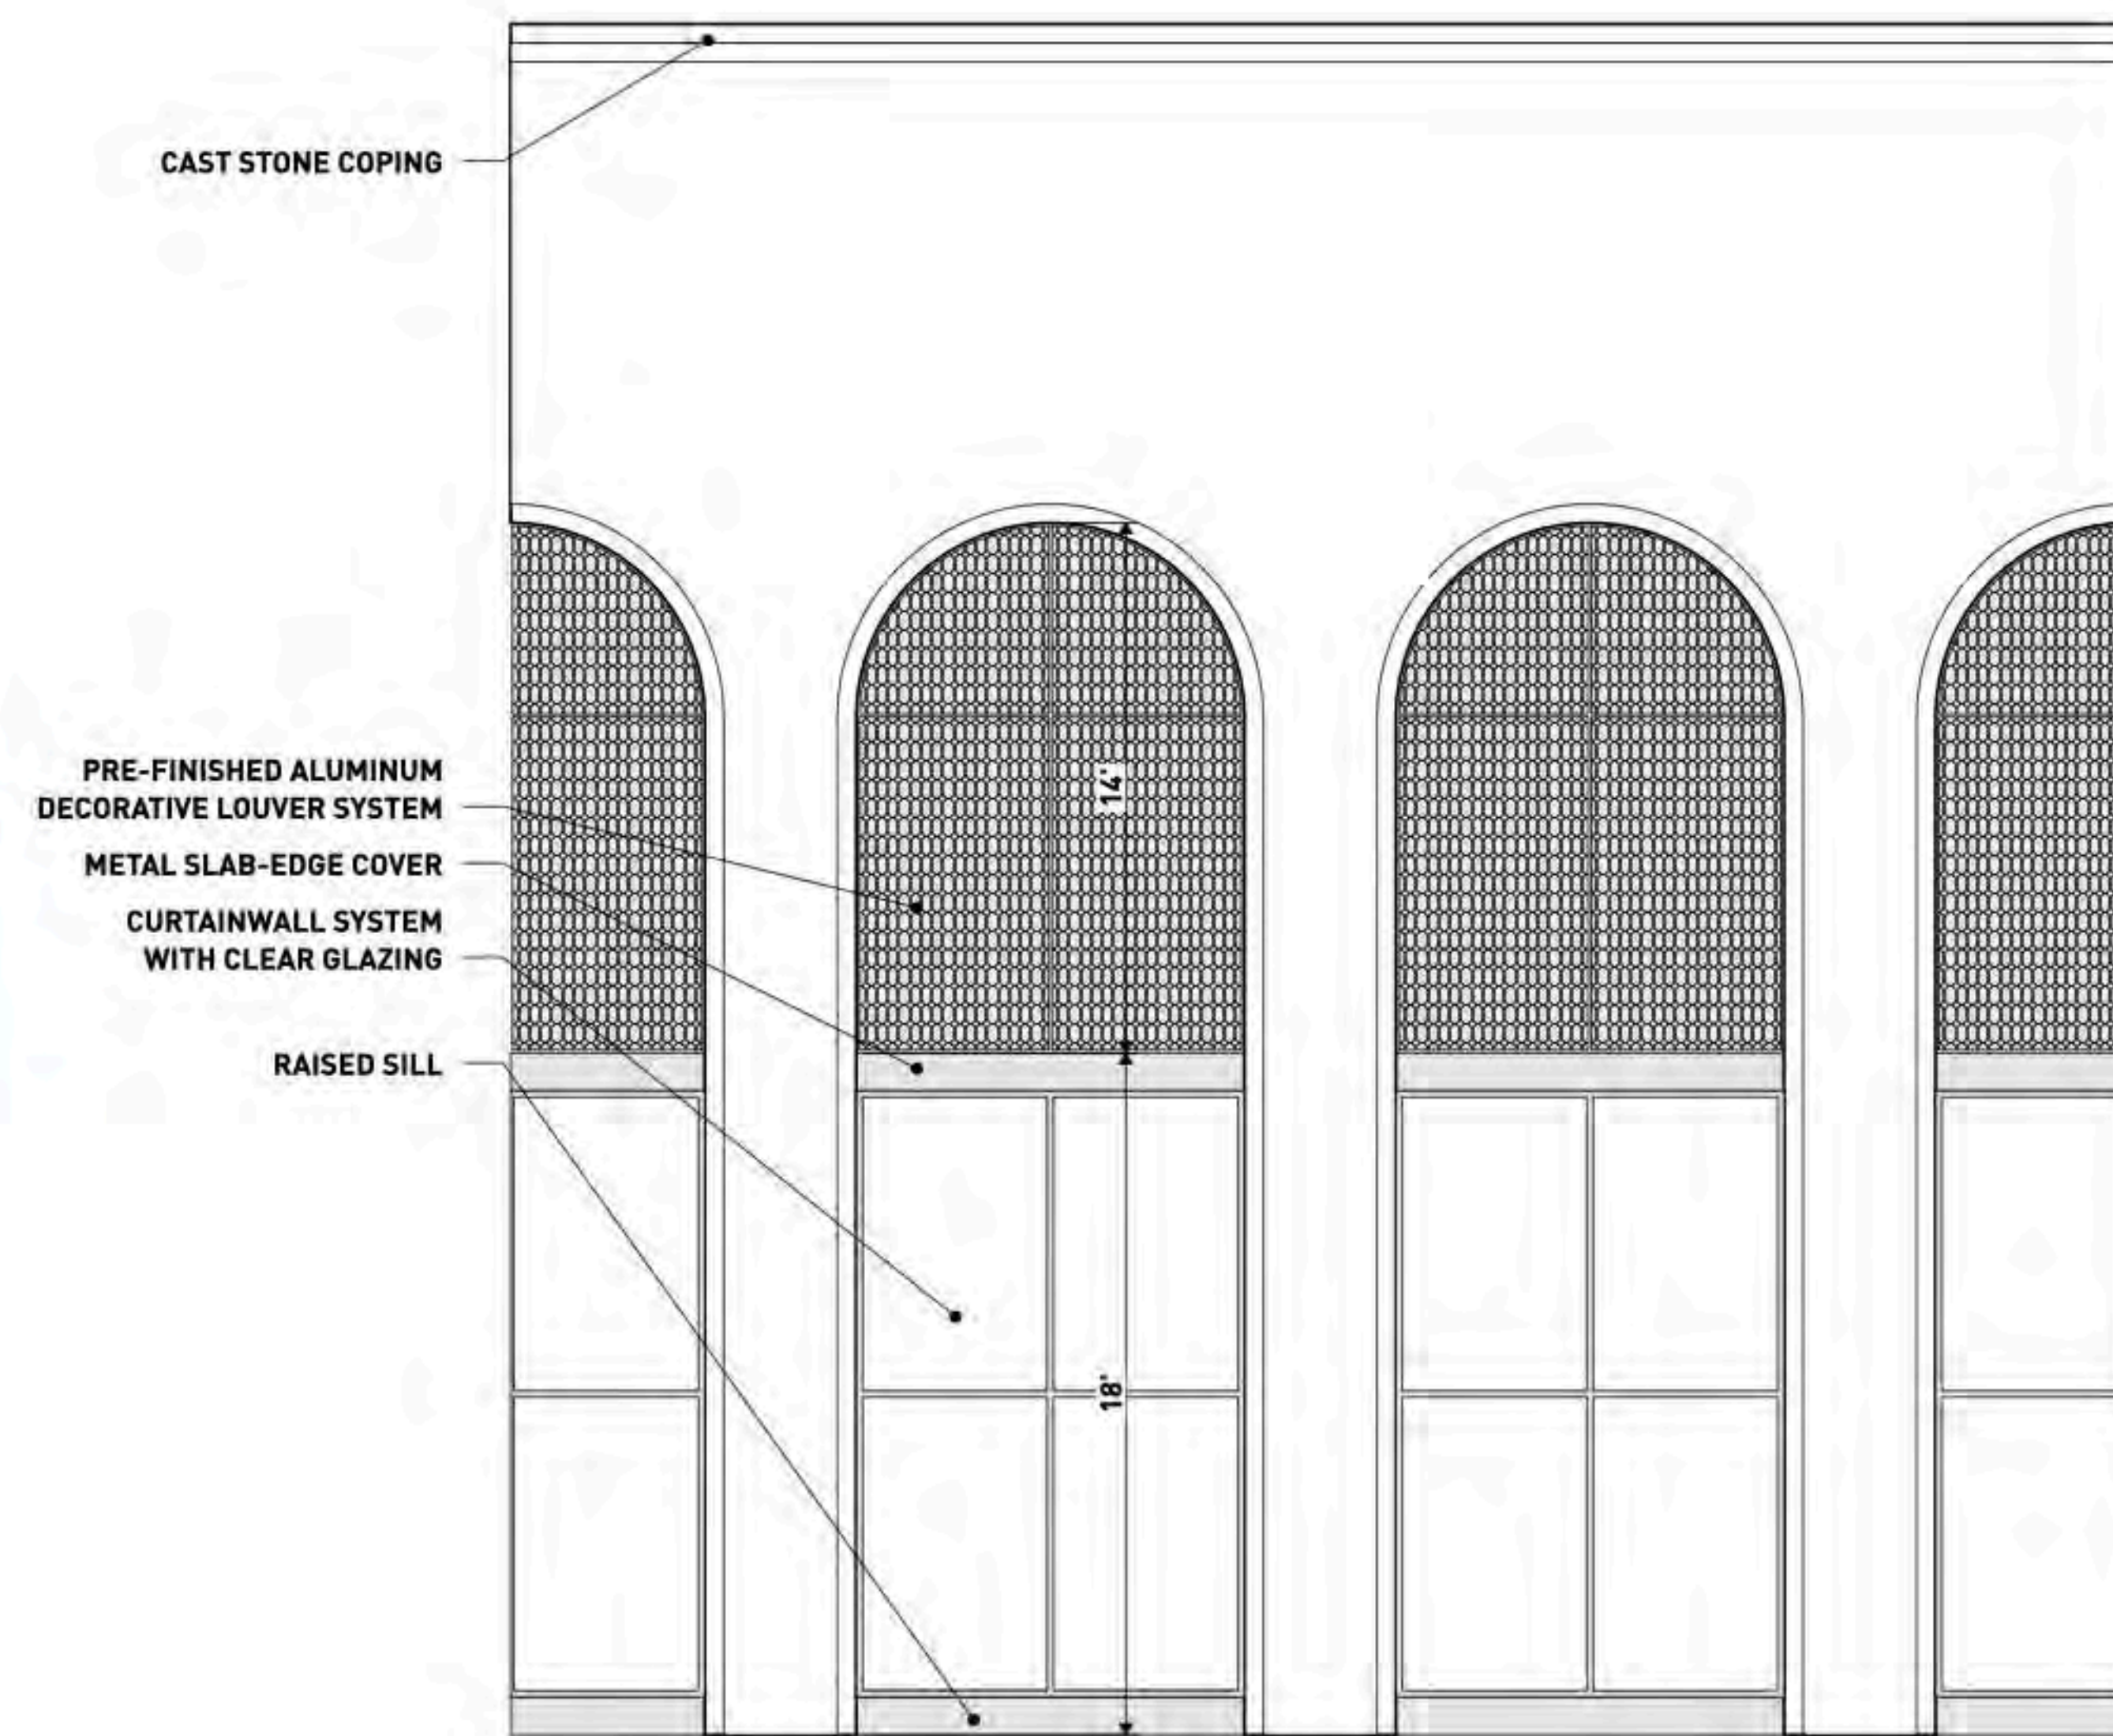 CAST STONE COPING
PRE-FINISHED ALUMINUM
DECORATIVE LOUVER SYSTEM
METAL SLAB-EDGE COVER
CURTAINWALL SYSTEM
WITH CLEAR GLAZING
RAISED SILL
14'
18'